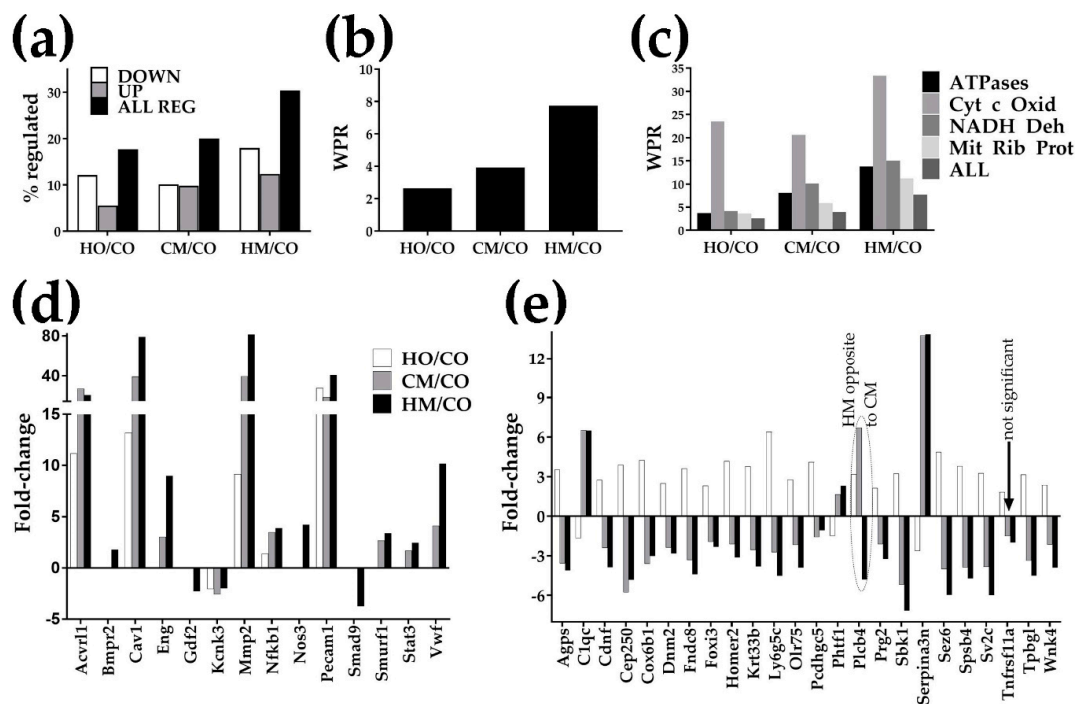 (a)
DOWN
UP
ALL REG
% regulated
40
30
20
10
0
HO/CO
CM/CO
HM/CO
(b)
WPR
10
8
6
4
2
0
HO/CO
CM/CO
HM/CO
(c)
ATPases
Cyt c Oxid
NADH Deh
Mit Rib Prot
ALL
WPR
35
30
25
20
15
10
5
0
HO/CO
CM/CO
HM/CO
(d)
HO/CO
CM/CO
HM/CO
Fold-change
80
40
15
10
5
0
-5
Acvrl1
Bmpr2
Cav1
Eng
Gdf2
Kcnk3
Mmp2
Nfkb1
Nos3
Pecam1
Smad9
Smurf1
Stat3
Vwf
(e)
HM opposite
to CM
not significant
Fold-change
12
9
6
3
0
-3
-6
Agps
C1qc
Cdnf
Cep250
Cox6b1
Dnm2
Fndc8
Foxi3
Homer2
Krt33b
Ly6g5c
Olr75
Pcdhgc5
Phtf1
Plcb4
Prg2
Sbk1
Serpina3n
Sez6
Spsb4
Sv2c
Tnfrsf11a
Tpbgl
Wnk4